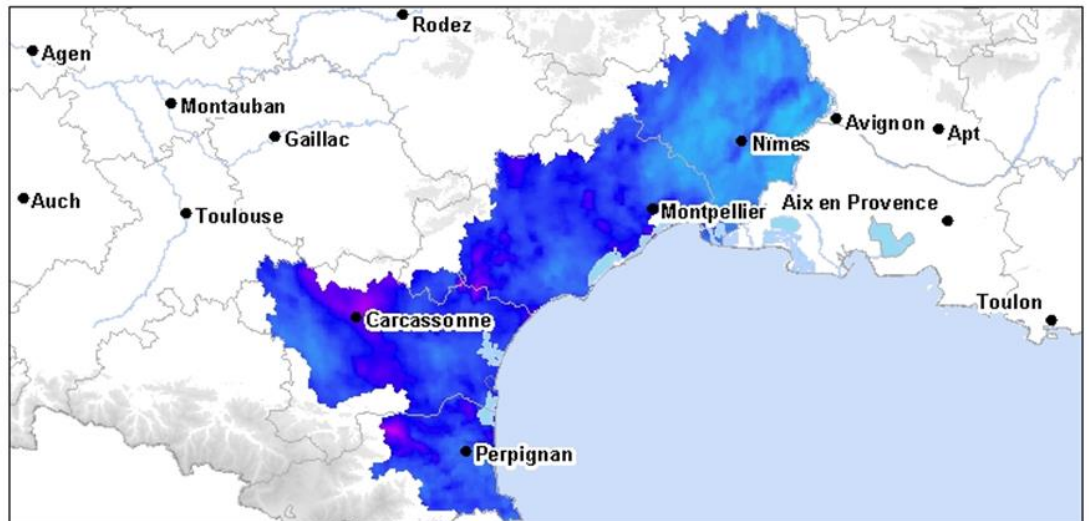 Rodez
Agen
Montauban
Gaillac
Avignon
Apt
Nîmes
Auch
Toulouse
Montpellier
Aix en Provence
Carcassonne
Toulon
Perpignan